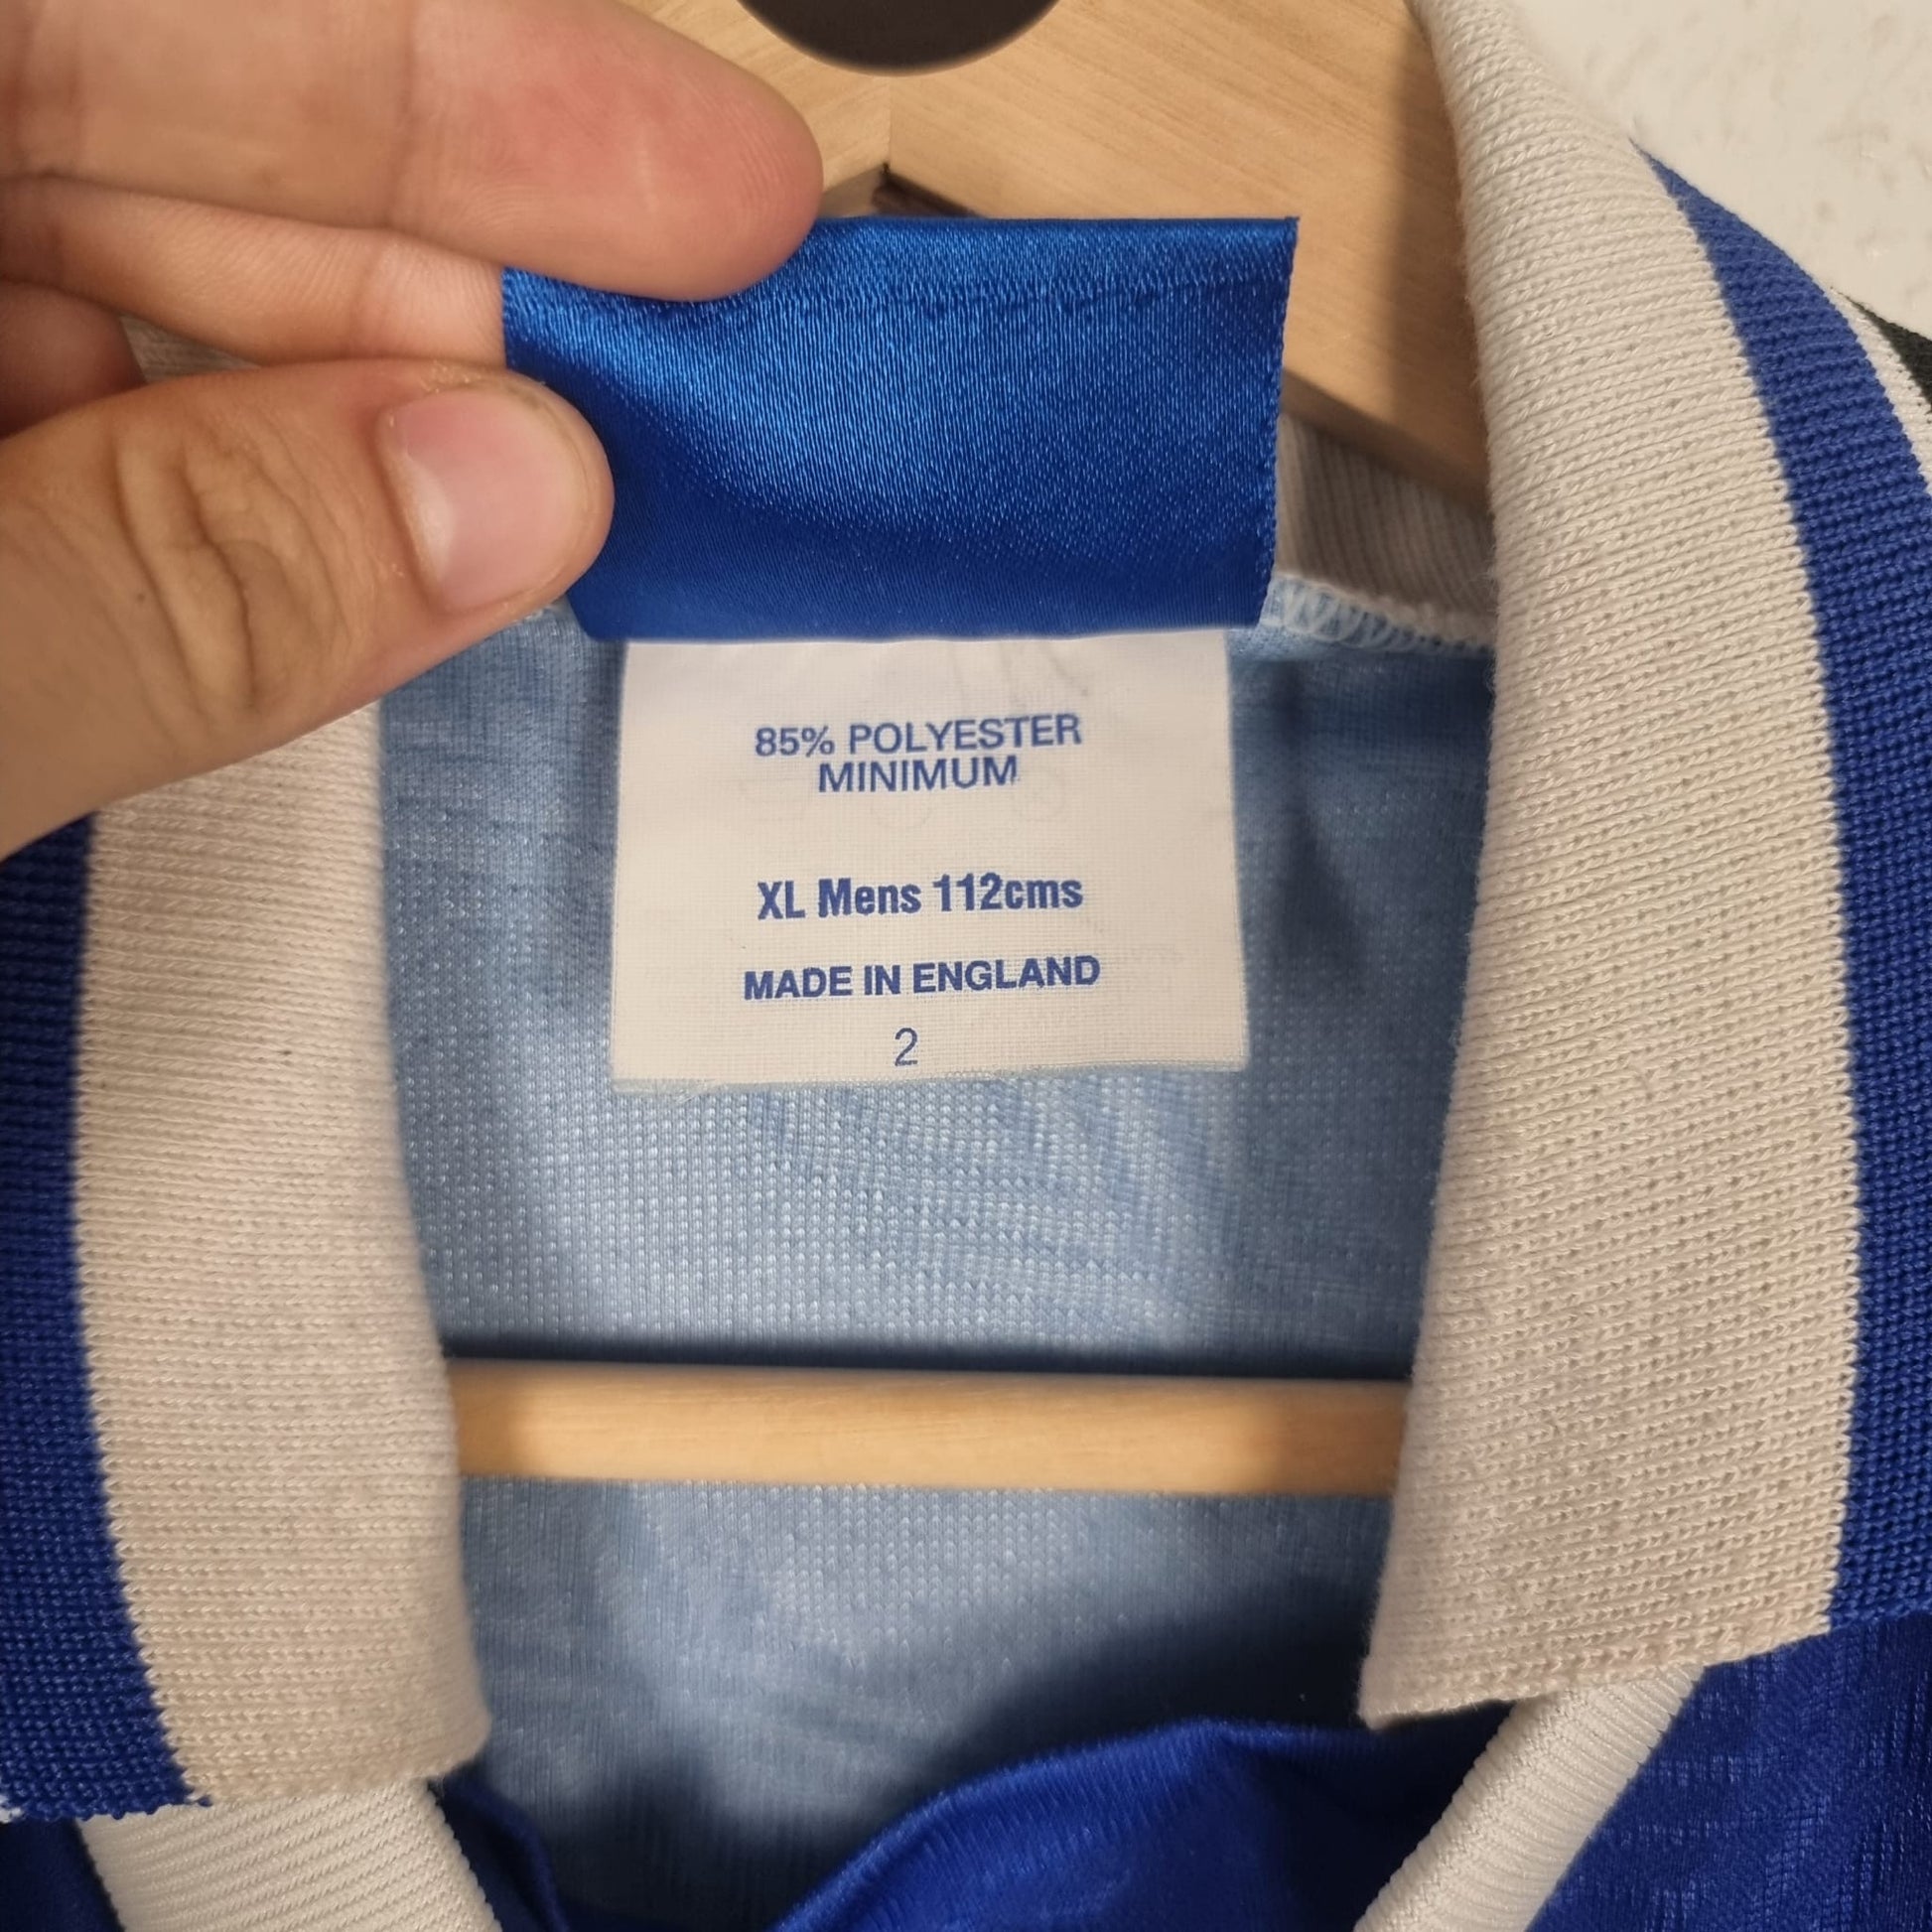 85% POLYESTER
MINIMUM
XL Mens 112cms
MADE IN ENGLAND
2